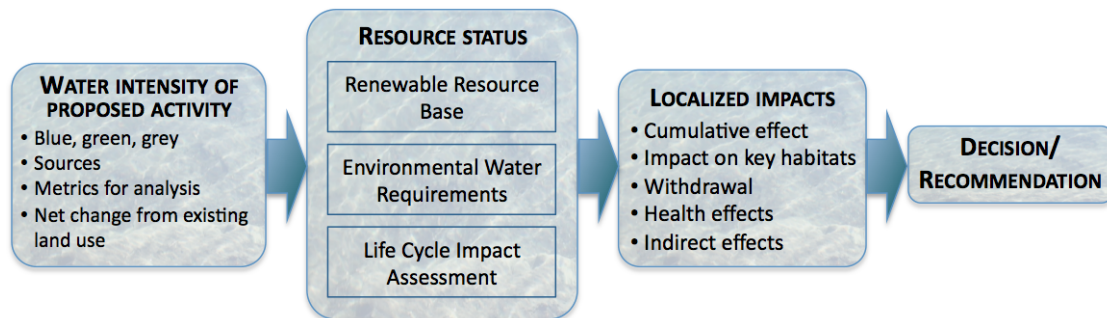 WATER INTENSITY OF
PROPOSED ACTIVITY
• Blue, green, grey
• Sources
• Metrics for analysis
• Net change from existing
land use
RESOURCE STATUS
Renewable Resource
Base
Environmental Water
Requirements
Life Cycle Impact
Assessment
LOCALIZED IMPACTS
• Cumulative effect
• Impact on key habitats
• Withdrawal
• Health effects
• Indirect effects
DECISION/
RECOMMENDATION